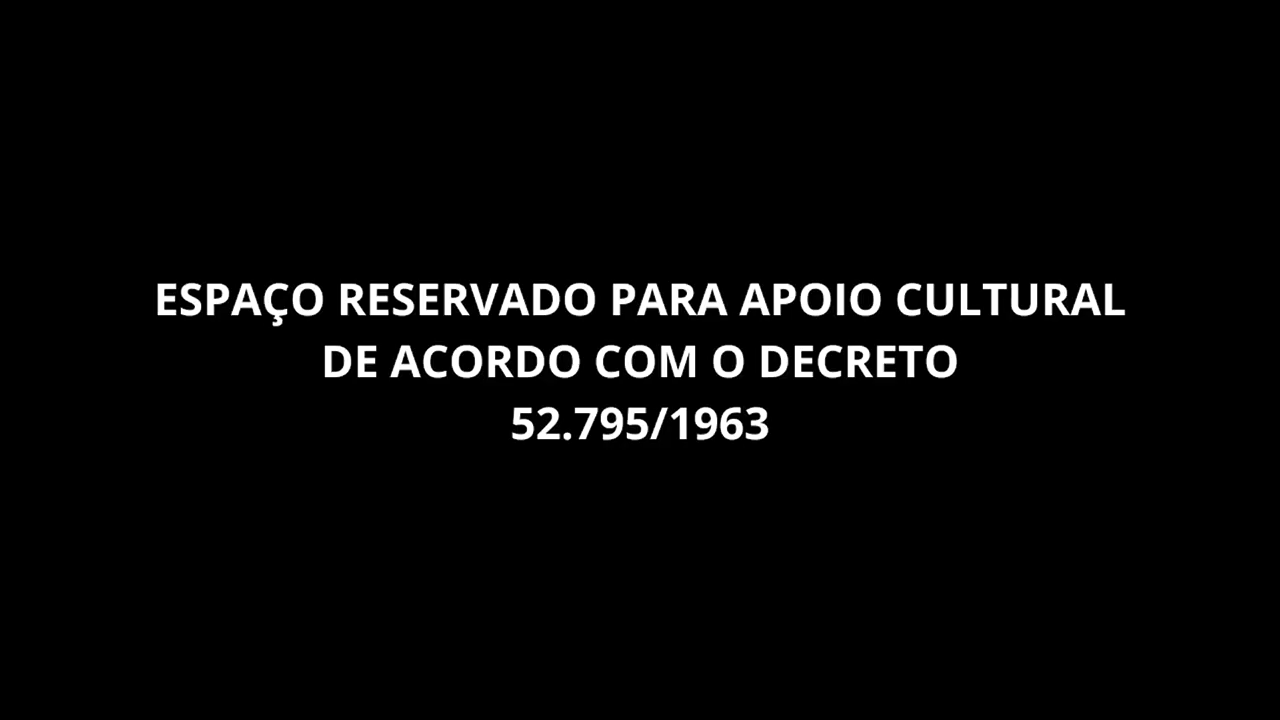 ESPAÇO RESERVADO PARA APOIO CULTURAL
DE ACORDO COM O DECRETO
52.795/1963